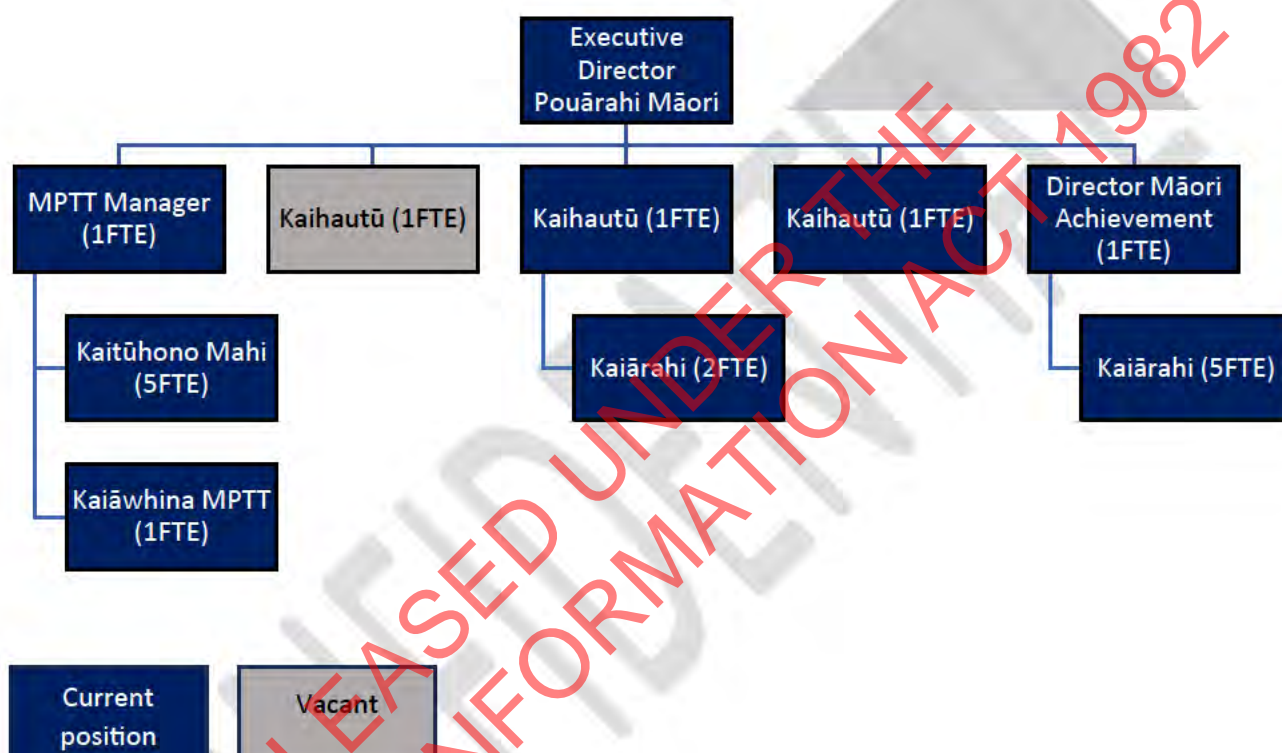 Executive
Director
Pouārahi Māori
MPTT Manager
(1FTE)
Kaihautū (1FTE)
Kaihautū (1FTE)
Kaihautū (1FTE)
Director Māori
Achievement
(1FTE)
Kaitūhono Mahi
(5FTE)
Kaiārahi (2FTE)
Kaiārahi (5FTE)
Kaiāwhina MPTT
(1FTE)
Current
position
Vacant
LEASED UNDER THE
INFORMATION ACT 1982